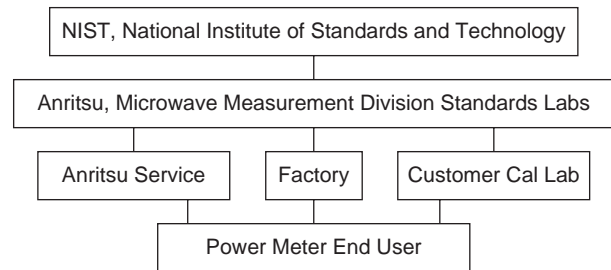 NIST, National Institute of Standards and Technology
Anritsu, Microwave Measurement Division Standards Labs
Anritsu Service
Factory
Customer Cal Lab
Power Meter End User